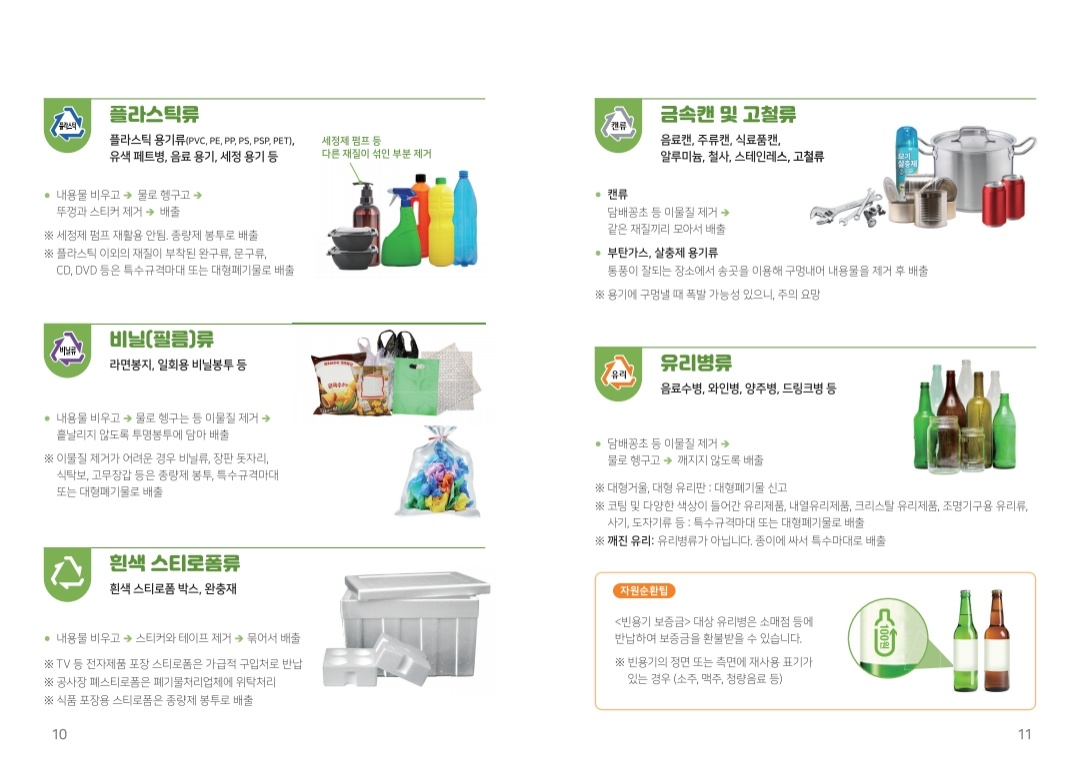 플라스틱
플라스틱류
플라스틱 용기류(PVC, PE, PP, PS, PSP, PET),
유색 페트병, 음료 용기, 세정 용기 등
세정제 펌프 등
다른 재질이 섞인 부분 제거
● 내용물 비우고 → 물로 헹구고 →
뚜껑과 스티커 제거 → 배출
※ 세정제 펌프 재활용 안됨. 종량제 봉투로 배출
※ 플라스틱 이외의 재질이 부착된 완구류, 문구류,
CD, DVD 등은 특수규격마대 또는 대형폐기물로 배출
비닐류
비닐(필름)류
라면봉지, 일회용 비닐봉투 등
● 내용물 비우고 → 물로 헹구는 등 이물질 제거 →
흩날리지 않도록 투명봉투에 담아 배출
※ 이물질 제거가 어려운 경우 비닐류, 장판 돗자리,
식탁보, 고무장갑 등은 종량제 봉투, 특수규격마대
또는 대형폐기물로 배출
흰색 스티로폼류
흰색 스티로폼 박스, 완충재
● 내용물 비우고 → 스티커와 테이프 제거 → 묶어서 배출
※ TV 등 전자제품 포장 스티로폼은 가급적 구입처로 반납
※ 공사장 폐스티로폼은 폐기물처리업체에 위탁처리
※ 식품 포장용 스티로폼은 종량제 봉투로 배출
10
캔류
금속캔 및 고철류
음료캔, 주류캔, 식료품캔,
알루미늄, 철사, 스테인레스, 고철류
모기
살충제
● 캔류
담배꽁초 등 이물질 제거 →
같은 재질끼리 모아서 배출
● 부탄가스, 살충제 용기류
통풍이 잘되는 장소에서 송곳을 이용해 구멍내어 내용물을 제거 후 배출
※ 용기에 구멍낼 때 폭발 가능성 있으니, 주의 요망
유리
유리병류
음료수병, 와인병, 양주병, 드링크병 등
● 담배꽁초 등 이물질 제거 →
물로 헹구고 → 깨지지 않도록 배출
※ 대형거울, 대형 유리판 : 대형폐기물 신고
※ 코팅 및 다양한 색상이 들어간 유리제품, 내열유리제품, 크리스탈 유리제품, 조명기구용 유리류,
사기, 도자기류 등 : 특수규격마대 또는 대형폐기물로 배출
※ 깨진 유리: 유리병류가 아닙니다. 종이에 싸서 특수마대로 배출
자원순환팁
<빈용기 보증금> 대상 유리병은 소매점 등에
반납하여 보증금을 환불받을 수 있습니다.
※ 빈용기의 정면 또는 측면에 재사용 표기가
있는 경우 (소주, 맥주, 청량음료 등)
100원
11